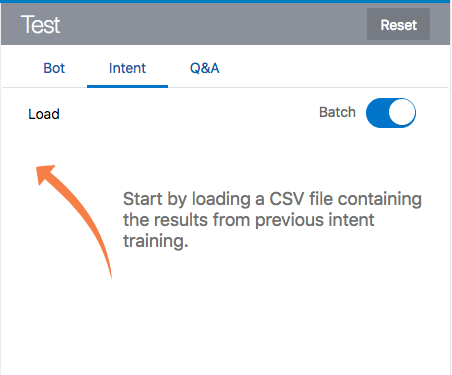 Test
Reset
Bot
Intent
Q&A
Load
Batch
Start by loading a CSV file containing
the results from previous intent
training.